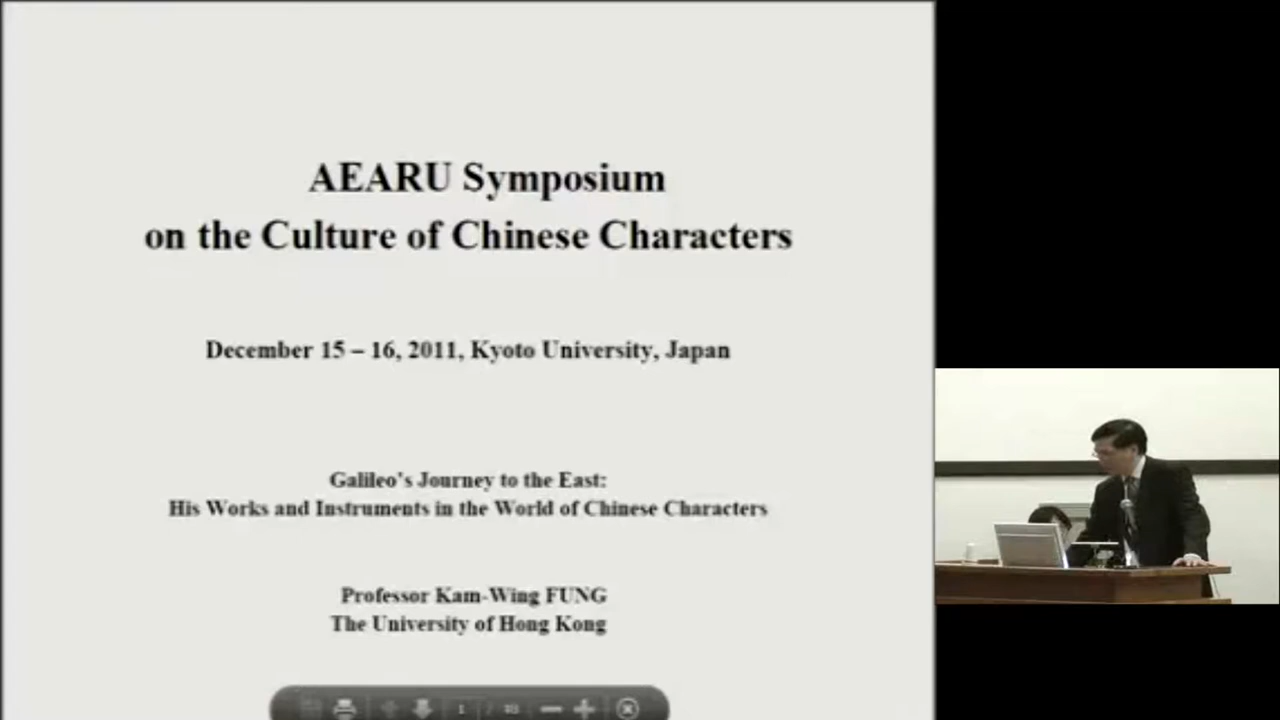 AEARU Symposium
on the Culture of Chinese Characters
December 15 – 16, 2011, Kyoto University, Japan
Galileo's Journey to the East:
His Works and Instruments in the World of Chinese Characters
Professor Kam-Wing FUNG
The University of Hong Kong
1 /